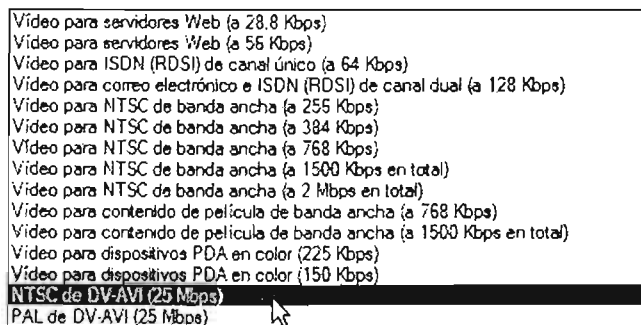 Vídeo para servidores Web (a 28.8 Kbps)
Vídeo para servidores Web (a 56 Kbps)
Vídeo para ISDN (RDSI) de canal único (a 64 Kbps)
Vídeo para correo electrónico e ISDN (RDSI) de canal dual (a 128 Kbps)
Vídeo para NTSC de banda ancha (a 256 Kbps)
Vídeo para NTSC de banda ancha (a 384 Kbps)
Vídeo para NTSC de banda ancha (a 768 Kbps)
Vídeo para NTSC de banda ancha (a 1500 Kbps en total)
Vídeo para NTSC de banda ancha (a 2 Mbps en total)
Vídeo para contenido de película de banda ancha (a 768 Kbps)
Vídeo para contenido de película de banda ancha (a 1500 Kbps en total)
Vídeo para dispositivos PDA en color (225 Kbps)
Vídeo para dispositivos PDA en color (150 Kbps)
NTSC de DV-AVI (25 Mbps)
PAL de DV-AVI (25 Mbps)